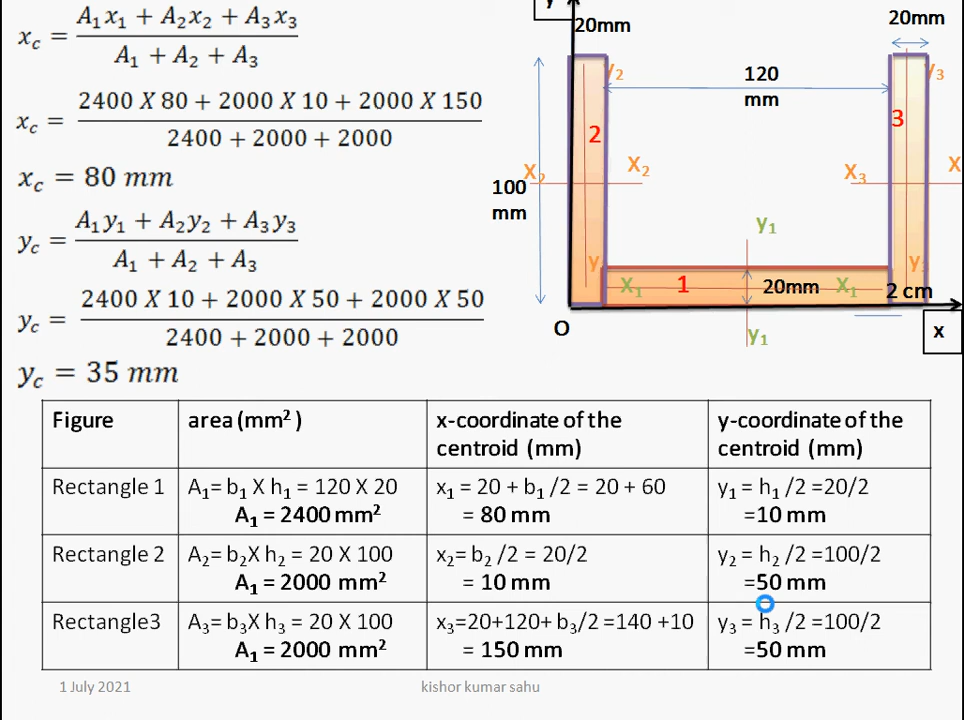 x_c = (A₁x₁ + A₂x₂ + A₃x₃) / (A₁ + A₂ + A₃)
x_c = (2400 X 80 + 2000 X 10 + 2000 X 150) / (2400 + 2000 + 2000)
x_c = 80 mm
y_c = (A₁y₁ + A₂y₂ + A₃y₃) / (A₁ + A₂ + A₃)
y_c = (2400 X 10 + 2000 X 50 + 2000 X 50) / (2400 + 2000 + 2000)
y_c = 35 mm
y
20mm
20mm
y₂
120
mm
y₃
2
3
X₂
X₂
X₃
X
100
mm
y₁
y
y
X₁
1
20mm
X₁
2 cm
O
y₁
x
Figure
area (mm² )
x-coordinate of the
centroid (mm)
y-coordinate of the
centroid (mm)
Rectangle 1
A₁= b₁ X h₁ = 120 X 20
A₁ = 2400 mm²
x₁ = 20 + b₁ /2 = 20 + 60
= 80 mm
y₁ = h₁ /2 =20/2
=10 mm
Rectangle 2
A₂= b₂X h₂ = 20 X 100
A₁ = 2000 mm²
x₂= b₂ /2 = 20/2
= 10 mm
y₂ = h₂ /2 =100/2
=50 mm
Rectangle3
A₃= b₃X h₃ = 20 X 100
A₁ = 2000 mm²
x₃=20+120+ b₃/2 =140 +10
= 150 mm
y₃ = h₃ /2 =100/2
=50 mm
1 July 2021
kishor kumar sahu